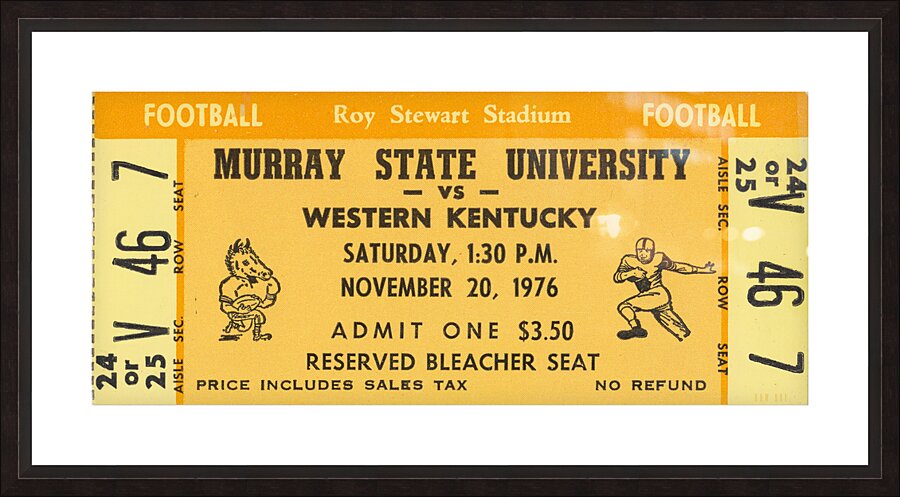 FOOTBALL Roy Stewart Stadium FOOTBALL
MURRAY STATE UNIVERSITY
— VS —
WESTERN KENTUCKY
SATURDAY, 1:30 P.M.
NOVEMBER 20, 1976
ADMIT ONE $3.50
RESERVED BLEACHER SEAT
PRICE INCLUDES SALES TAX NO REFUND
24 or 25 V 46 7
AISLE SEC. ROW SEAT
AISLE SEC. ROW SEAT
24 or 25 V 46 7